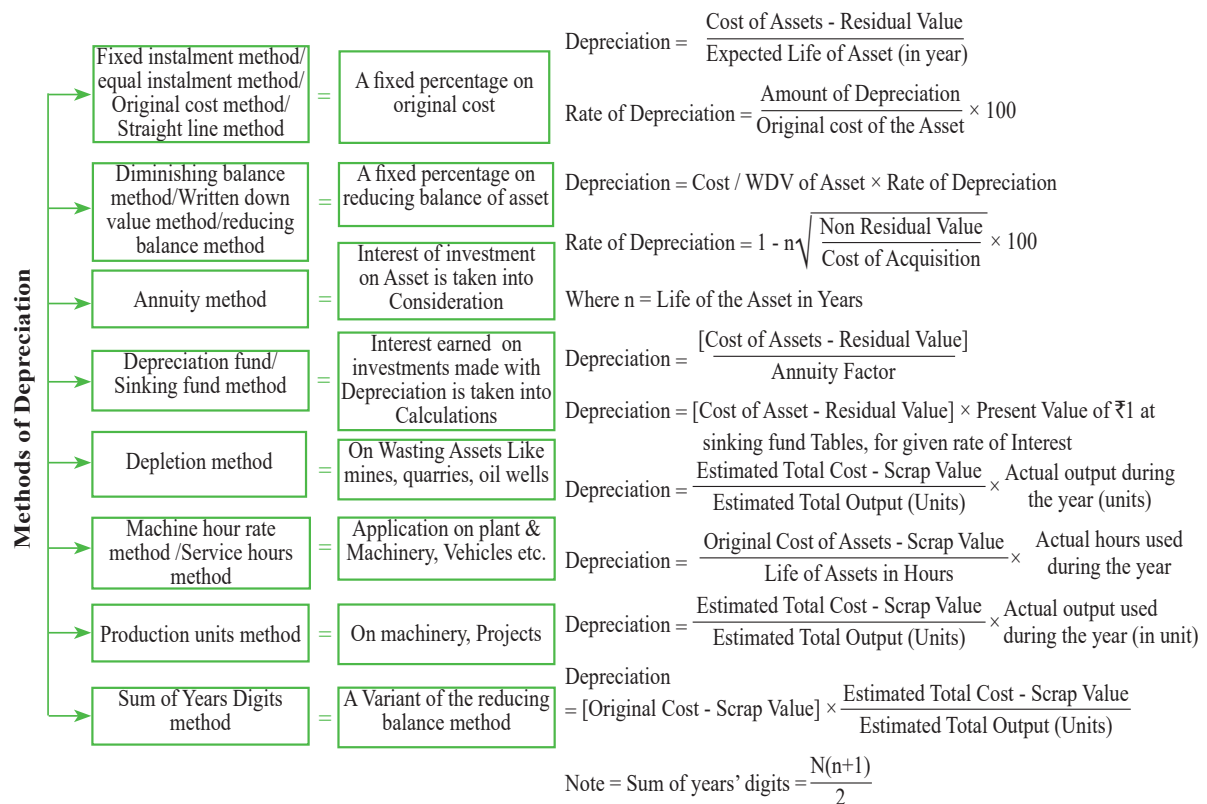 Methods of Depreciation
Fixed instalment method/
equal instalment method/
Original cost method/
Straight line method
=
A fixed percentage on
original cost
Depreciation = Cost of Assets - Residual Value
Expected Life of Asset (in year)
Rate of Depreciation = Amount of Depreciation
Original cost of the Asset × 100
Diminishing balance
method/Written down
value method/reducing
balance method
=
A fixed percentage on
reducing balance of asset
Depreciation = Cost / WDV of Asset × Rate of Depreciation
Rate of Depreciation = 1 - n√ Non Residual Value
Cost of Acquisition × 100
Where n = Life of the Asset in Years
Annuity method
=
Interest of investment
on Asset is taken into
Consideration
Depreciation = [Cost of Assets - Residual Value]
Annuity Factor
Depreciation fund/
Sinking fund method
=
Interest earned on
investments made with
Depreciation is taken into
Calculations
Depreciation = [Cost of Asset - Residual Value] × Present Value of ₹1 at
sinking fund Tables, for given rate of Interest
Depletion method
=
On Wasting Assets Like
mines, quarries, oil wells
Depreciation = Estimated Total Cost - Scrap Value
Estimated Total Output (Units)
× Actual output during
the year (units)
Machine hour rate
method /Service hours
method
=
Application on plant &
Machinery, Vehicles etc.
Depreciation = Original Cost of Assets - Scrap Value
Life of Assets in Hours
× Actual hours used
during the year
Production units method
=
On machinery, Projects
Depreciation = Estimated Total Cost - Scrap Value
Estimated Total Output (Units)
× Actual output used
during the year (in unit)
Sum of Years Digits
method
=
A Variant of the reducing
balance method
Depreciation
= [Original Cost - Scrap Value] × Estimated Total Cost - Scrap Value
Estimated Total Output (Units)
Note = Sum of years' digits = N(n+1)
2